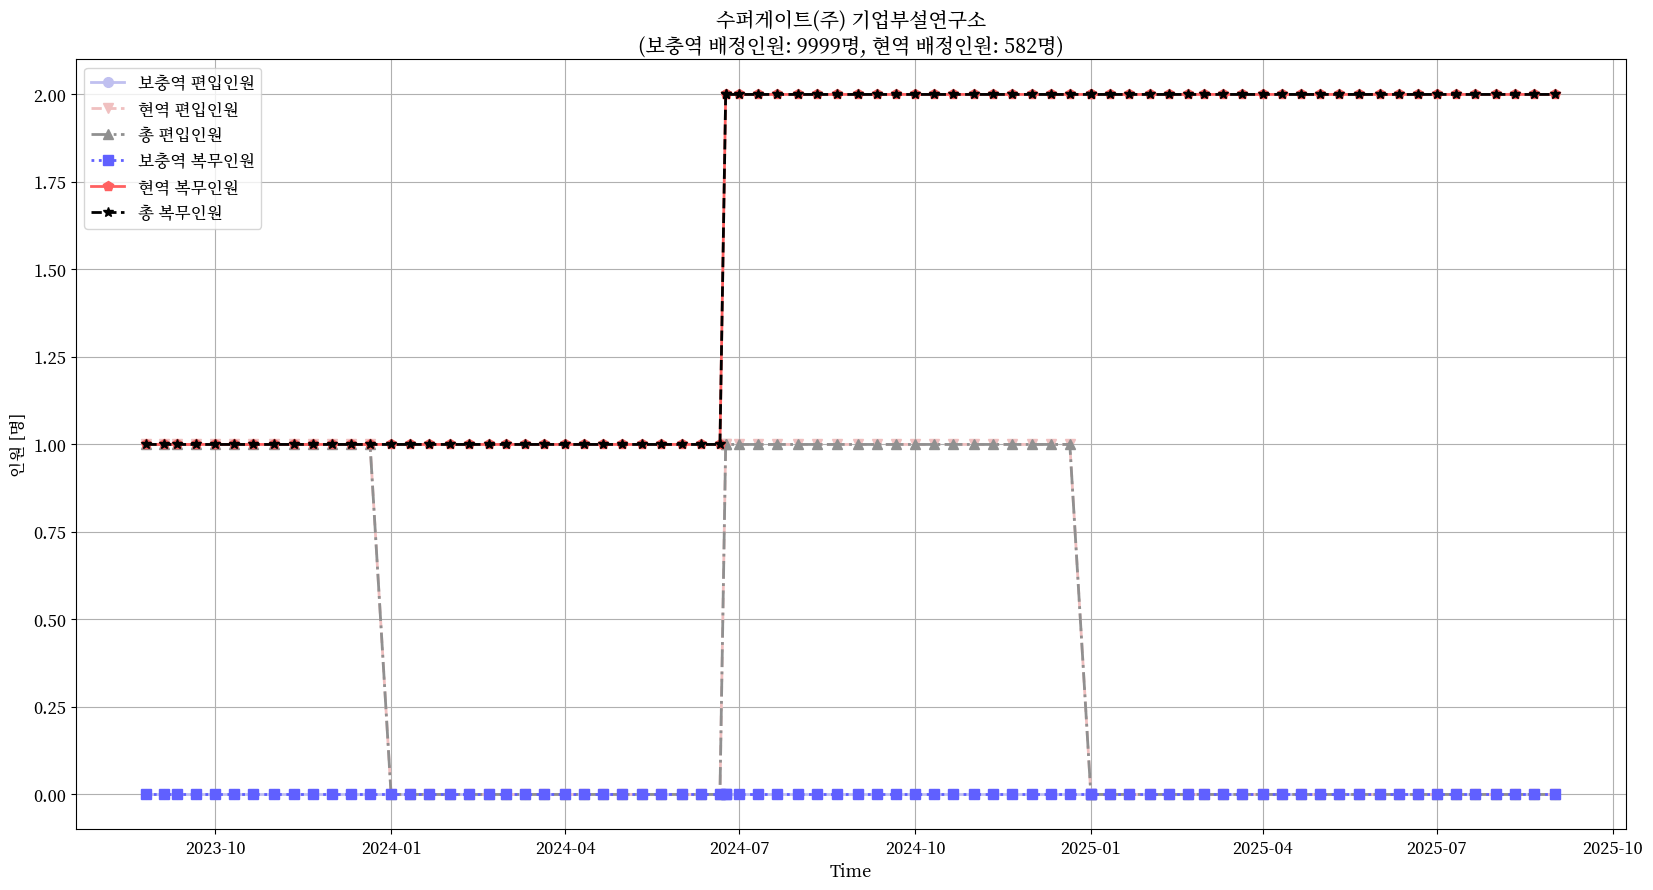 수퍼게이트(주) 기업부설연구소
(보충역 배정인원: 9999명, 현역 배정인원: 582명)
보충역 편입인원
현역 편입인원
총 편입인원
보충역 복무인원
현역 복무인원
총 복무인원
인원 [명]
2.00
1.75
1.50
1.25
1.00
0.75
0.50
0.25
0.00
2023-10
2024-01
2024-04
2024-07
2024-10
2025-01
2025-04
2025-07
2025-10
Time